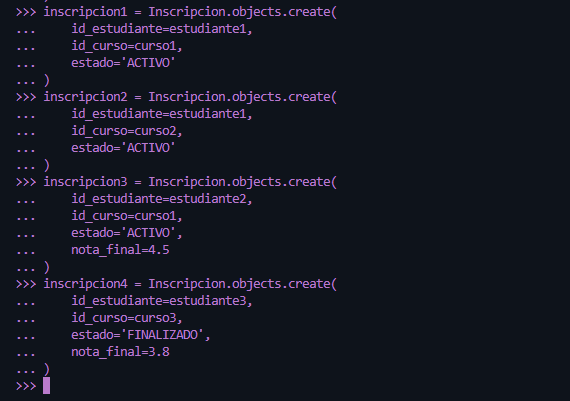 >>> inscripcion1 = Inscripcion.objects.create(
...     id_estudiante=estudiante1,
...     id_curso=curso1,
...     estado='ACTIVO'
... )
>>> inscripcion2 = Inscripcion.objects.create(
...     id_estudiante=estudiante1,
...     id_curso=curso2,
...     estado='ACTIVO'
... )
>>> inscripcion3 = Inscripcion.objects.create(
...     id_estudiante=estudiante2,
...     id_curso=curso1,
...     estado='ACTIVO',
...     nota_final=4.5
... )
>>> inscripcion4 = Inscripcion.objects.create(
...     id_estudiante=estudiante3,
...     id_curso=curso3,
...     estado='FINALIZADO',
...     nota_final=3.8
... )
>>>